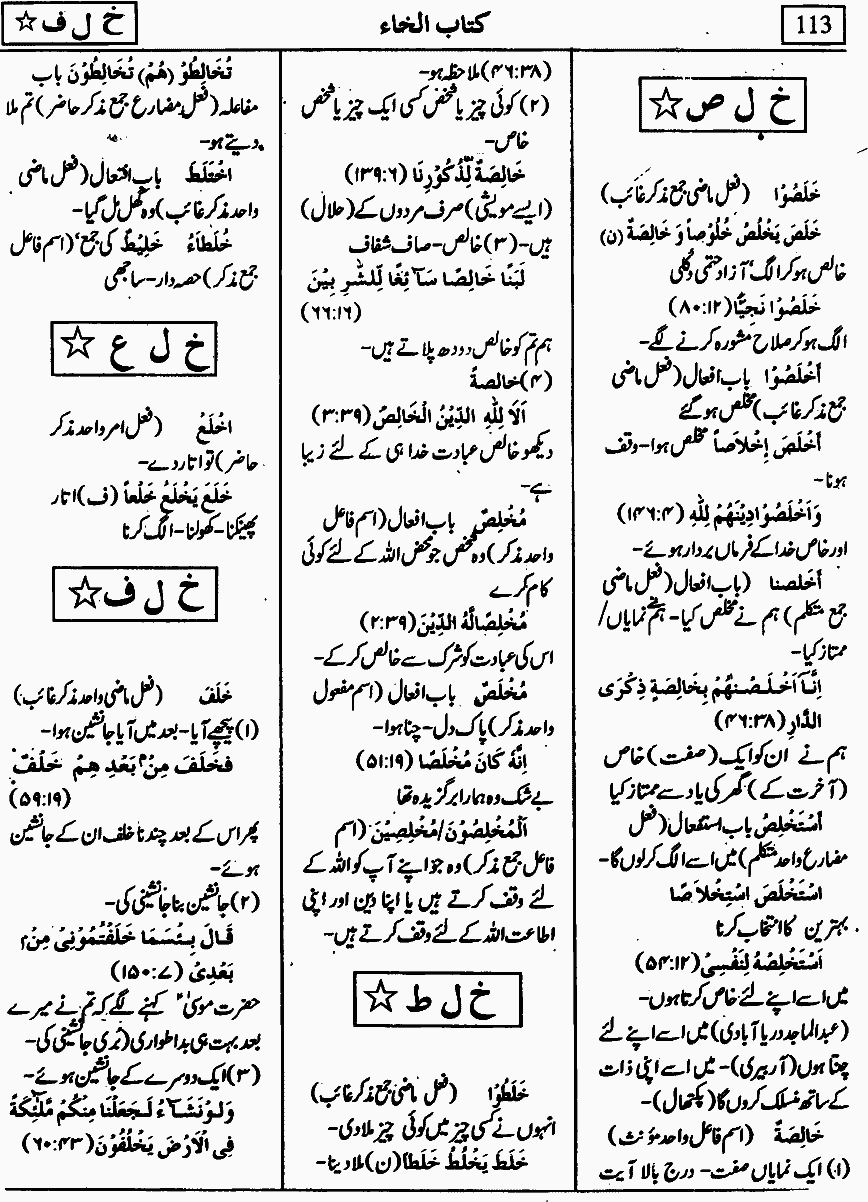 113
کتاب الخاء
خ ل ف ☆
خ ل ص ☆
خَلَصُوْا (فعل ماضی جمع مذکر غائب)
خَلَصَ یَخْلُصُ خُلُوْصاً وَ خَالِصَةٌ (ن)
خالص ہوکر الگ، آزاد حتمی و کلی
خَلَصُوْا نَجِیًّا (۸۰:۱۲)
الگ ہوکر صلاح مشورہ کرنے لگے-
أَخْلَصُوْا باب افعال (فعل ماضی
جمع مذکر غائب) مخلص ہوگئے
أَخْلَصَ إِخْلَاصاً مخلص ہوا- وقف
ہونا-
وَاَخْلَصُوْا دِیْنَهُمْ لِلّٰهِ (۱۴۶:۴)
اور خاص خدا کے فرماں بردار ہوئے-
أَخلصنا (باب افعال (فعل ماضی
جمع متکلم) ہم نے مخلص کیا- ہم نے نمایاں/
ممتاز کیا-
اِنَّآ اَخْلَصْنٰهُمْ بِخَالِصَةٍ ذِكْرَى
الدَّارِ (۴۶:۳۸)
ہم نے ان کو ایک (صفت) خاص
(آخرت کے) گھر کی یاد سے ممتاز کیا
أَسْتَخْلِصُ باب استفعال (فعل
مضارع واحد متکلم) میں اسے الگ کرلوں گا-
اسْتَخْلَصَ اسْتِخْلَاصًا
بہترین کا انتخاب کرنا
اَسْتَخْلِصْهُ لِنَفْسِیْ (۵۴:۱۲)
میں اسے اپنے لئے خاص کرتا ہوں-
(عبدالماجد دریا آبادی) میں اسے اپنے لئے
چنتا ہوں (آربیری)- میں اسے اپنی ذات
کے ساتھ منسلک کروں گا (پکتھال)-
خَالِصَةٌ (اسم فاعل واحد مؤنث)
(۱) ایک نمایاں صفت- درج بالا آیت
(۴۶:۳۸) ملاحظہ ہو-
(۲) کوئی چیز یا شخص کسی ایک چیز یا شخص
خاص-
خَالِصَةٌ لِّذُكُوْرِنَا (۱۳۹:۶)
(ایسے مویشی) صرف مردوں کے (حلال)
ہیں- (۳) خالص- صاف شفاف
لَبَنًا خَالِصًا سَآئِغًا لِّلشّٰرِبِیْنَ
(۶۶:۱۶)
ہم تم کو خالص دودھ پلاتے ہیں-
(۴) خالصةً
اَلَا لِلّٰهِ الدِّیْنُ الْخَالِصُ (۳:۳۹)
دیکھو خالص عبادت خدا ہی کے لئے زیبا
ہے-
مُخْلِصٌ باب افعال (اسم فاعل
واحد مذکر) وہ شخص جو محض اللہ کے لئے کوئی
کام کرے
مُخْلِصًا لَّهُ الدِّیْنَ (۲:۳۹)
اس کی عبادت کو شرک سے خالص کرکے-
مُخْلَصٌ باب افعال (اسم مفعول
واحد مذکر) پاک دل- چنا ہوا-
اِنَّهٗ كَانَ مُخْلَصًا (۵۱:۱۹)
بے شک وہ ہمارا برگزیدہ تھا
اَلْمُخْلِصُوْنَ/مُخْلِصِیْنَ (اسم
فاعل جمع مذکر) وہ جو اپنے آپ کو اللہ کے
لئے وقف کرتے ہیں یا اپنا دین اور اپنی
اطاعت اللہ کے لئے وقف کرتے ہیں-
خ ل ط ☆
خَلَطُوْا (فعل ماضی جمع مذکر غائب)
انہوں نے کسی چیز میں کوئی چیز ملا دی-
خَلَطَ یَخْلُطُ خَلْطاً (ن) ملا دینا-
تُخَالِطُوْ (هُمْ) تُخَالِطُوْنَ باب
مفاعلہ (فعل مضارع جمع مذکر حاضر) تم ملا
دیتے ہو-
اخْتَلَطَ باب افتعال (فعل ماضی
واحد مذکر غائب) وہ گھل مل گیا-
خُلَطَاءُ خَلِیْطٌ کی جمع، (اسم فاعل
جمع مذکر) حصہ دار- ساجھی
خ ل ع ☆
اخْلَعْ (فعل امر واحد مذکر
حاضر) تو اتار دے-
خَلَعَ یَخْلَعُ خَلْعاً (ف) اتار
پھینکنا- کھولنا- الگ کرنا
خ ل ف ☆
خَلَفَ (فعل ماضی واحد مذکر غائب)
(۱) پیچھے آیا- بعد میں آیا جانشین ہوا-
فَخَلَفَ مِنْۢ بَعْدِهِمْ خَلْفٌ
(۵۹:۱۹)
پھر اس کے بعد چند ناخلف ان کے جانشین
ہوئے-
(۲) جانشین بنا جانشینی کی-
قَالَ بِئْسَمَا خَلَفْتُمُوْنِیْ مِنْۢ
بَعْدِیْ (۱۵۰:۷)
حضرت موسیٰؑ کہنے لگے کہ تم نے میرے
بعد بہت ہی بداطواری (بُری جانشینی کی-
(۳) ایک دوسرے کے جانشین ہوئے-
وَلَوْ نَشَآءُ لَجَعَلْنَا مِنْكُمْ مَّلٰٓئِكَةً
فِی الْاَرْضِ یَخْلُفُوْنَ (۶۰:۴۳)